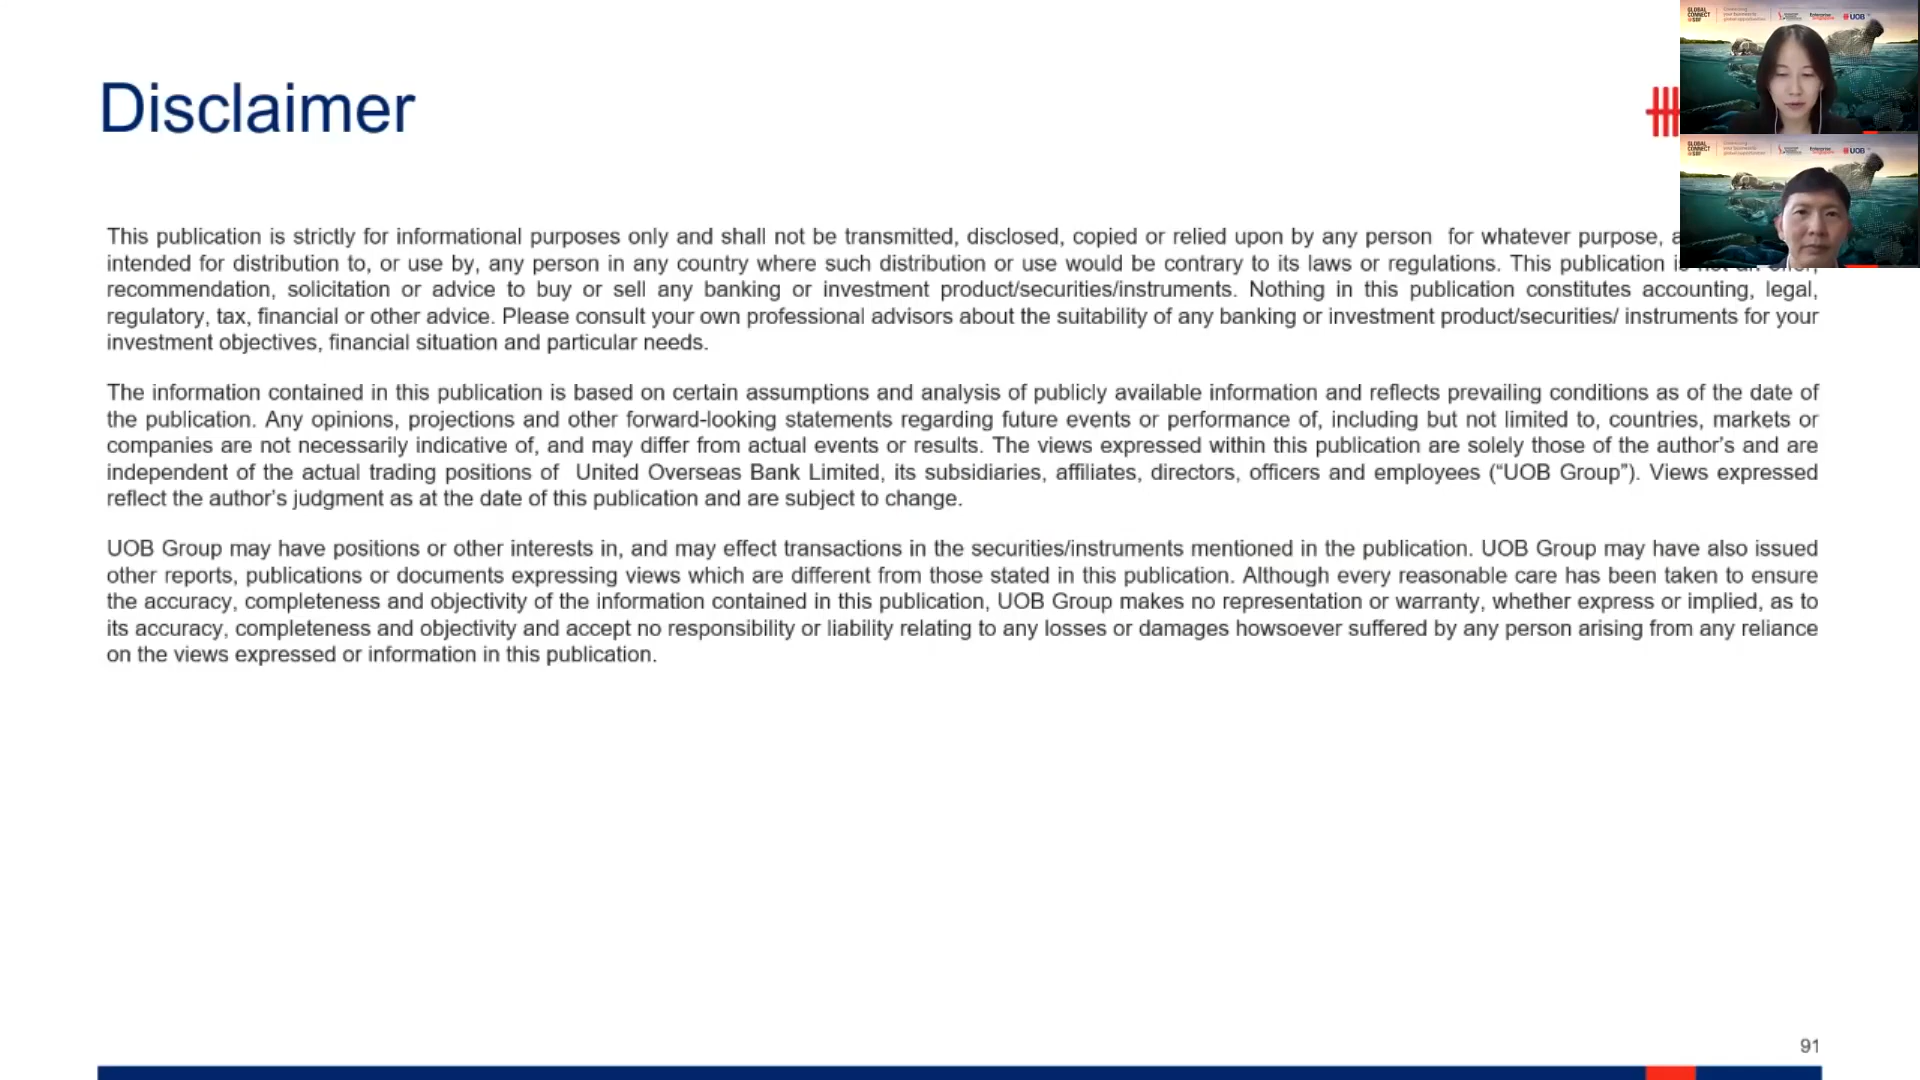 GLOBAL
CONNECT
@SBF
UOB
Disclaimer
GLOBAL
CONNECT
@SBF
UOB
This publication is strictly for informational purposes only and shall not be transmitted, disclosed, copied or relied upon by any person for whatever purpose,
intended for distribution to, or use by, any person in any country where such distribution or use would be contrary to its laws or regulations. This publication is not an offer,
recommendation, solicitation or advice to buy or sell any banking or investment product/securities/instruments. Nothing in this publication constitutes accounting, legal,
regulatory, tax, financial or other advice. Please consult your own professional advisors about the suitability of any banking or investment product/securities/ instruments for your
investment objectives, financial situation and particular needs.
The information contained in this publication is based on certain assumptions and analysis of publicly available information and reflects prevailing conditions as of the date of
the publication. Any opinions, projections and other forward-looking statements regarding future events or performance of, including but not limited to, countries, markets or
companies are not necessarily indicative of, and may differ from actual events or results. The views expressed within this publication are solely those of the author’s and are
independent of the actual trading positions of United Overseas Bank Limited, its subsidiaries, affiliates, directors, officers and employees (“UOB Group”). Views expressed
reflect the author’s judgment as at the date of this publication and are subject to change.
UOB Group may have positions or other interests in, and may effect transactions in the securities/instruments mentioned in the publication. UOB Group may have also issued
other reports, publications or documents expressing views which are different from those stated in this publication. Although every reasonable care has been taken to ensure
the accuracy, completeness and objectivity of the information contained in this publication, UOB Group makes no representation or warranty, whether express or implied, as to
its accuracy, completeness and objectivity and accept no responsibility or liability relating to any losses or damages howsoever suffered by any person arising from any reliance
on the views expressed or information in this publication.
91